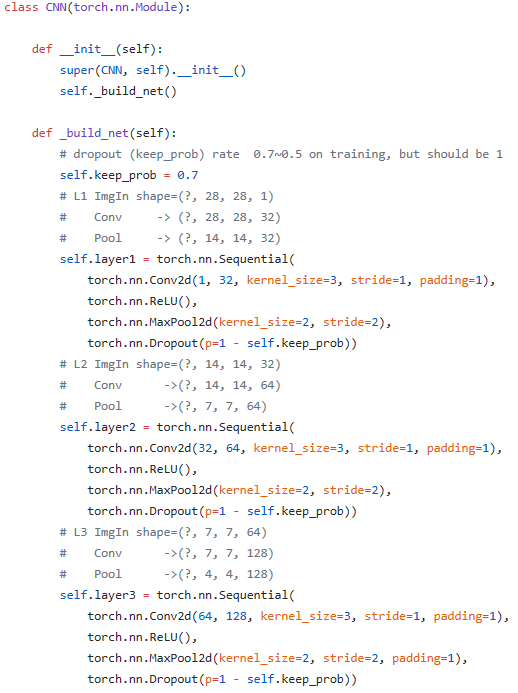 class CNN(torch.nn.Module):

    def __init__(self):
        super(CNN, self).__init__()
        self._build_net()

    def _build_net(self):
        # dropout (keep_prob) rate  0.7~0.5 on training, but should be 1
        self.keep_prob = 0.7
        # L1 ImgIn shape=(?, 28, 28, 1)
        #    Conv     -> (?, 28, 28, 32)
        #    Pool     -> (?, 14, 14, 32)
        self.layer1 = torch.nn.Sequential(
            torch.nn.Conv2d(1, 32, kernel_size=3, stride=1, padding=1),
            torch.nn.ReLU(),
            torch.nn.MaxPool2d(kernel_size=2, stride=2),
            torch.nn.Dropout(p=1 - self.keep_prob))
        # L2 ImgIn shape=(?, 14, 14, 32)
        #    Conv      ->(?, 14, 14, 64)
        #    Pool      ->(?, 7, 7, 64)
        self.layer2 = torch.nn.Sequential(
            torch.nn.Conv2d(32, 64, kernel_size=3, stride=1, padding=1),
            torch.nn.ReLU(),
            torch.nn.MaxPool2d(kernel_size=2, stride=2),
            torch.nn.Dropout(p=1 - self.keep_prob))
        # L3 ImgIn shape=(?, 7, 7, 64)
        #    Conv      ->(?, 7, 7, 128)
        #    Pool      ->(?, 4, 4, 128)
        self.layer3 = torch.nn.Sequential(
            torch.nn.Conv2d(64, 128, kernel_size=3, stride=1, padding=1),
            torch.nn.ReLU(),
            torch.nn.MaxPool2d(kernel_size=2, stride=2, padding=1),
            torch.nn.Dropout(p=1 - self.keep_prob))